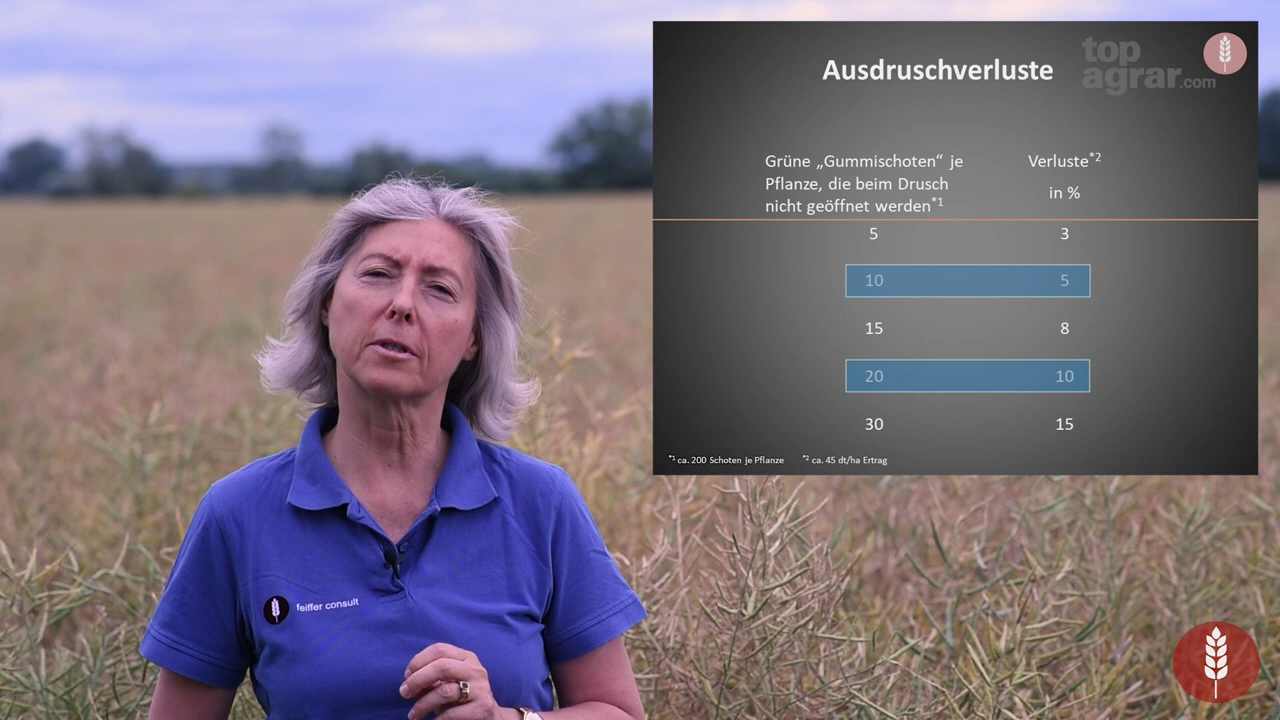 top
agrar.com
Ausdruschverluste
Grüne „Gummischoten“ je
Pflanze, die beim Drusch
nicht geöffnet werden*1
Verluste*2
in %
5 3
10 5
15 8
20 10
30 15
*1 ca. 200 Schoten je Pflanze *2 ca. 45 dt/ha Ertrag
feiffer consult